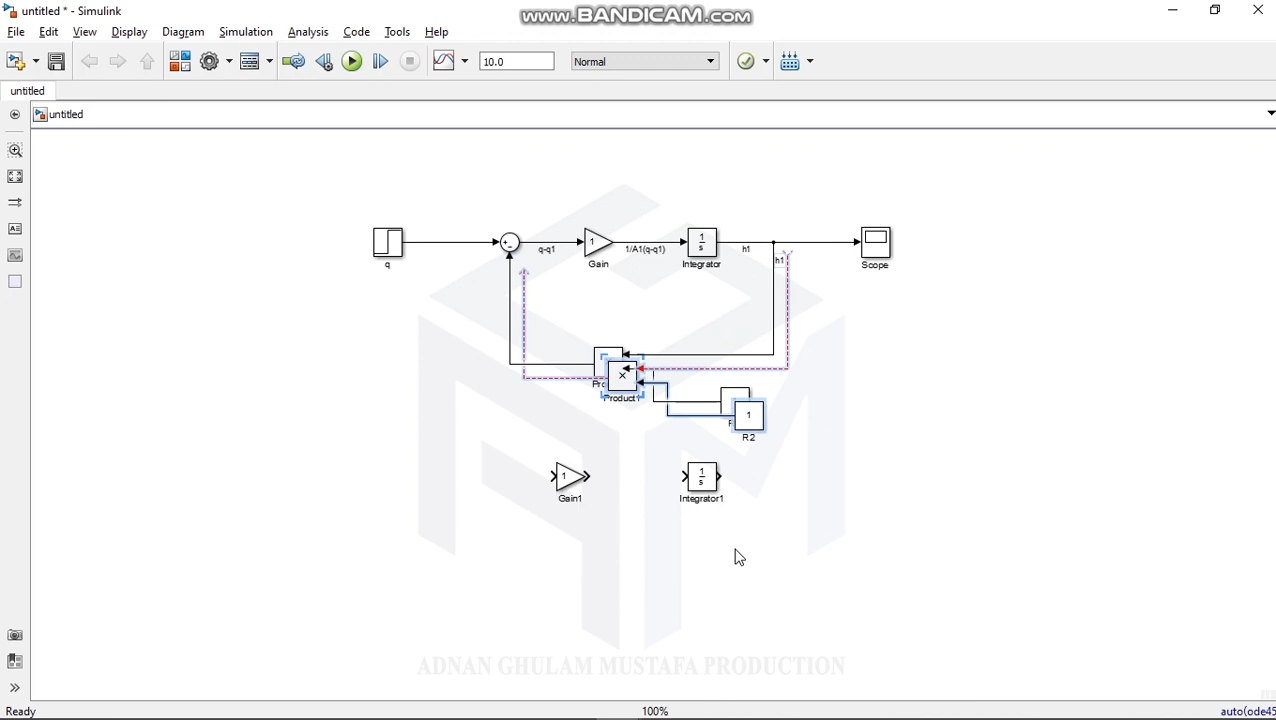 untitled * - Simulink
www.BANDICAM.com
File Edit View Display Diagram Simulation Analysis Code Tools Help
10.0
Normal
untitled
untitled
q
+
-
q-q1
1
Gain
1/A1(q-q1)
1
s
Integrator
h1
h1
Scope
×
Product
1
R2
1
Gain1
1
s
Integrator1
ADNAN GHULAM MUSTAFA PRODUCTION
Ready
100%
auto(ode45